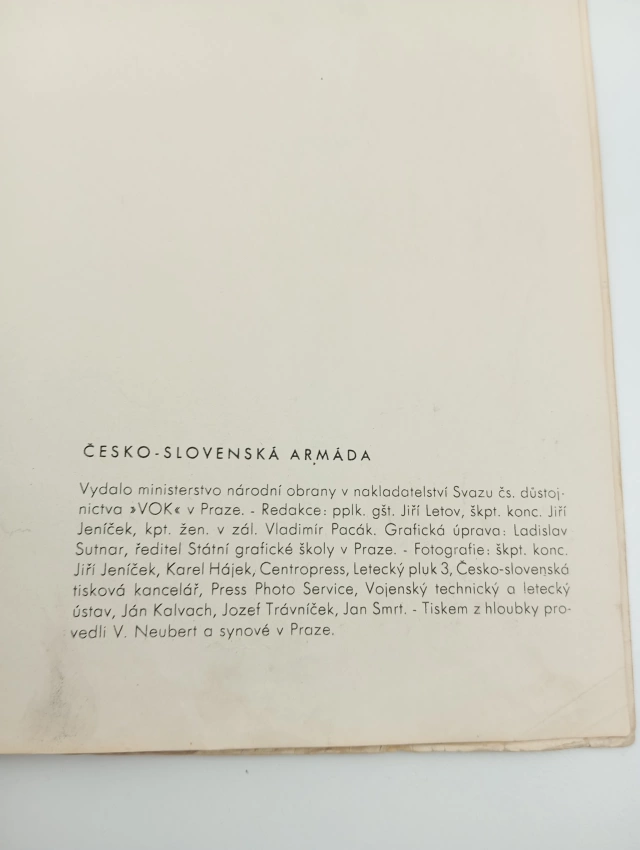 ČESKO-SLOVENSKÁ ARMÁDA
Vydalo ministerstvo národní obrany v nakladatelství Svazu čs. důstoj-
nictva »VOK« v Praze. - Redakce: pplk. gšt. Jiří Letov, škpt. konc. Jiří
Jeníček, kpt. žen. v zál. Vladimír Pacák. Grafická úprava: Ladislav
Sutnar, ředitel Státní grafické školy v Praze. - Fotografie: škpt. konc.
Jiří Jeníček, Karel Hájek, Centropress, Letecký pluk 3, Česko-slovenská
tisková kancelář, Press Photo Service, Vojenský technický a letecký
ústav, Ján Kalvach, Jozef Trávníček, Jan Smrt. - Tiskem z hloubky pro-
vedli V. Neubert a synové v Praze.